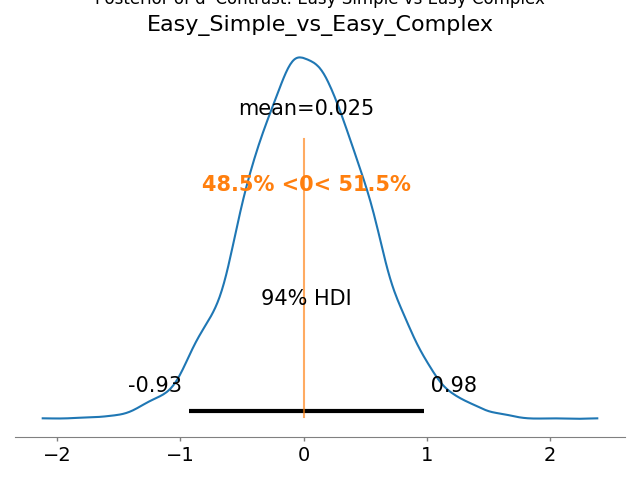 Posterior of d' Contrast: Easy Simple vs Easy Complex
Easy_Simple_vs_Easy_Complex
mean=0.025
48.5% <0< 51.5%
94% HDI
-0.93 0.98
−2 −1 0 1 2